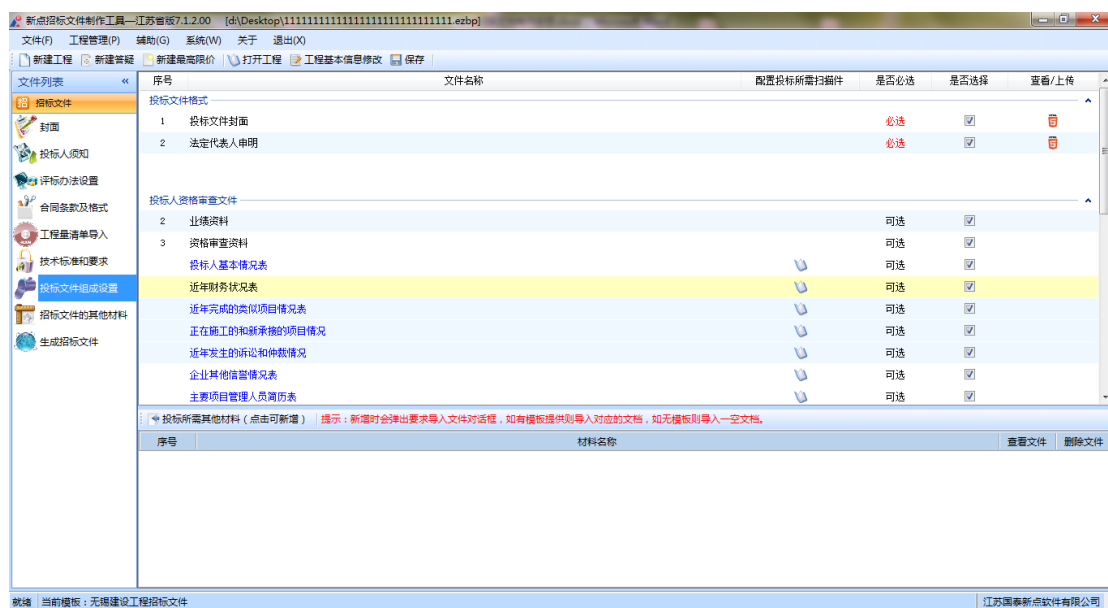 新点招标文件制作工具—江苏省版7.1.2.00 [d:\Desktop\11111111111111111111111111111.ezbp]
文件(F) 工程管理(P) 辅助(G) 系统(W) 关于 退出(X)
新建工程 新建答疑 新建最高限价 打开工程 工程基本信息修改 保存
文件列表 «
序号 文件名称 配置投标所需扫描件 是否必选 是否选择 查看/上传
招 招标文件
封面
投标人须知
评标办法设置
合同条款及格式
工程量清单导入
技术标准和要求
投标文件组成设置
招标文件的其他材料
生成招标文件
投标文件格式
1 投标文件封面 必选
2 法定代表人申明 必选
投标人资格审查文件
2 业绩资料 可选
3 资格审查资料 可选
投标人基本情况表 可选
近年财务状况表 可选
近年完成的类似项目情况表 可选
正在施工的和新承接的项目情况 可选
近年发生的诉讼和仲裁情况 可选
企业其他信誉情况表 可选
主要项目管理人员简历表 可选
投标所需其他材料（点击可新增） 提示：新增时会弹出要求导入文件对话框，如有模板提供则导入对应的文档，如无模板则导入一空文档。
序号 材料名称 查看文件 删除文件
就绪 当前模板：无锡建设工程招标文件 江苏国泰新点软件有限公司